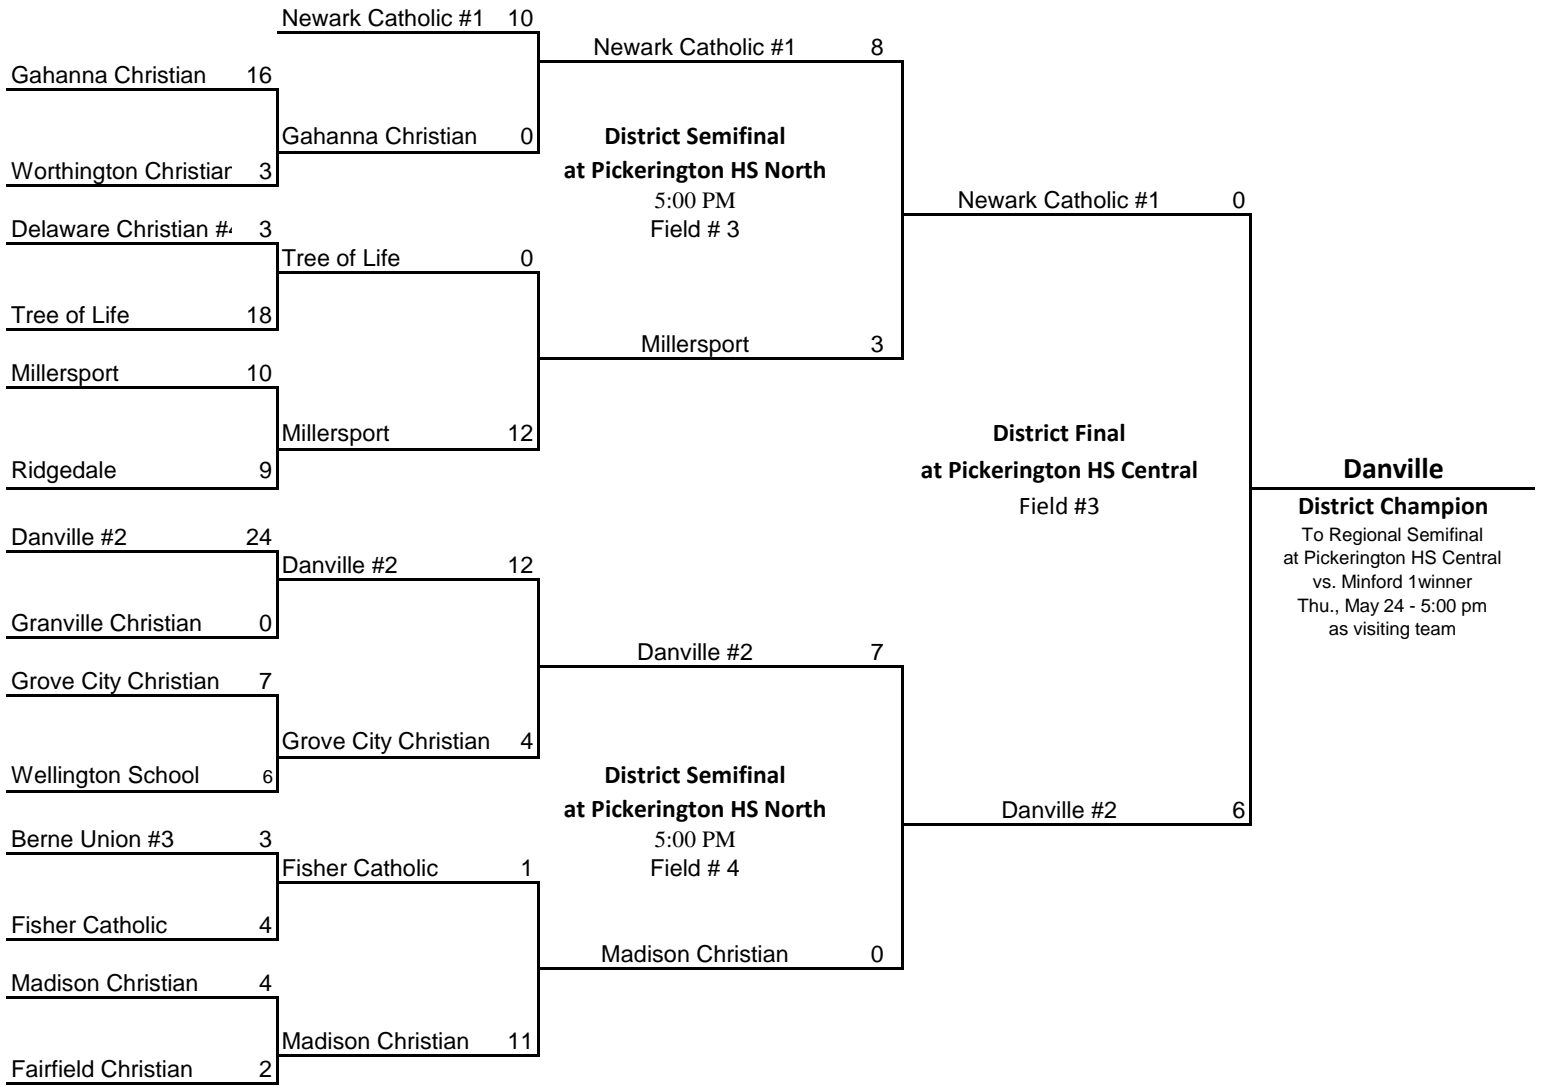 Newark Catholic #1 10
Newark Catholic #1 8
Gahanna Christian 16
Gahanna Christian 0
District Semifinal
at Pickerington HS North
Worthington Christian 3
5:00 PM
Newark Catholic #1 0
Delaware Christian #4 3
Field # 3
Tree of Life 0
Tree of Life 18
Millersport 3
Millersport 10
Millersport 12
District Final
Ridgedale 9
at Pickerington HS Central
Danville
Field #3
District Champion
Danville #2 24
To Regional Semifinal
Danville #2 12
at Pickerington HS Central
vs. Minford 1winner
Thu., May 24 - 5:00 pm
Granville Christian 0
as visiting team
Danville #2 7
Grove City Christian 7
Grove City Christian 4
Wellington School 6
District Semifinal
at Pickerington HS North
Danville #2 6
Berne Union #3 3
5:00 PM
Fisher Catholic 1
Field # 4
Fisher Catholic 4
Madison Christian 0
Madison Christian 4
Madison Christian 11
Fairfield Christian 2